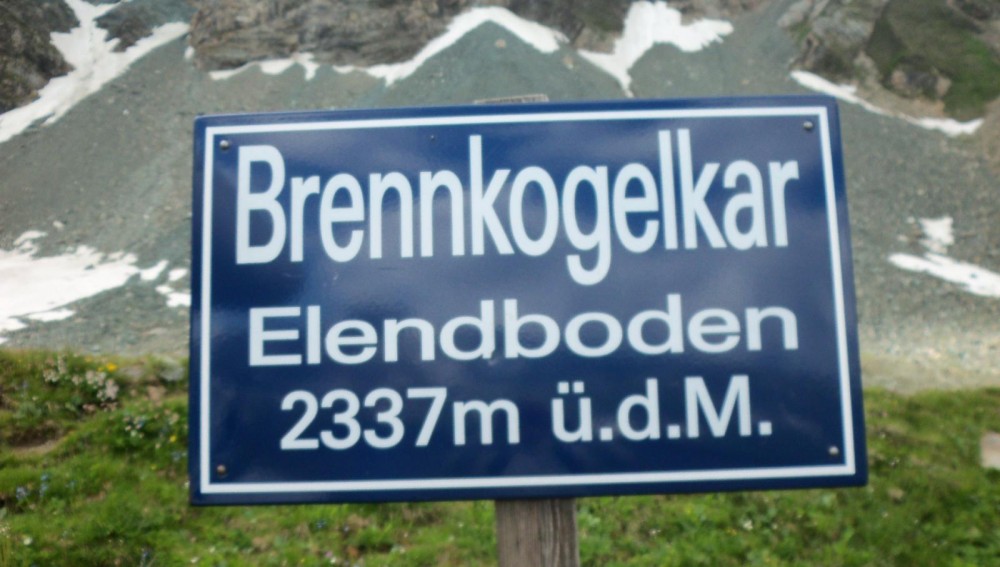 Brennkogelkar
Elendboden
2337m ü.d.M.